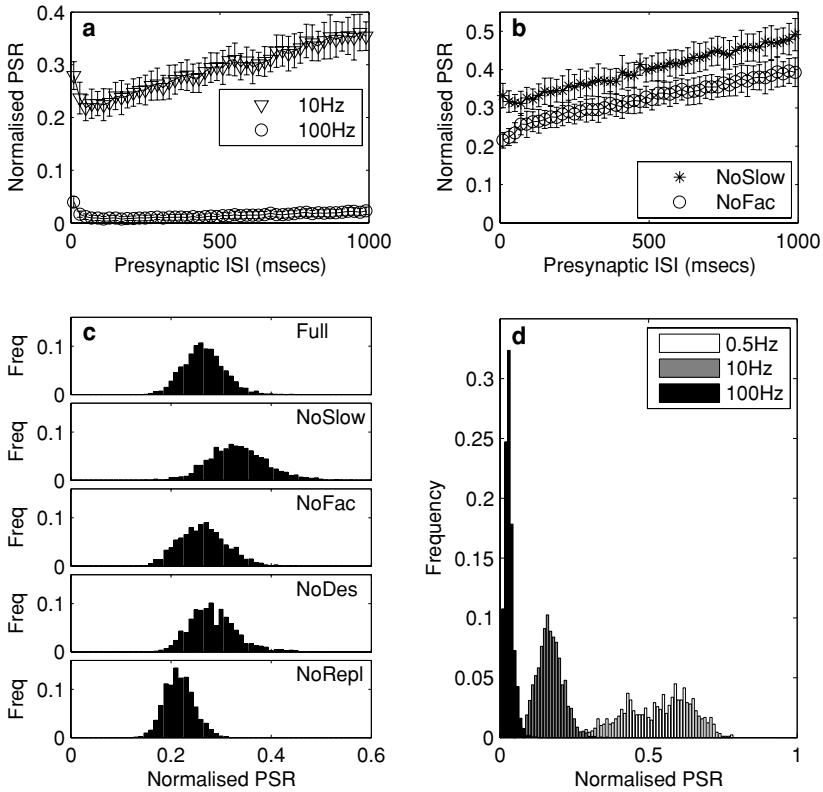 a
0.4
0.3
0.2
0.1
0
Normalised PSR
10Hz
100Hz
0
500
1000
Presynaptic ISI (msecs)
b
0.5
0.4
0.3
0.2
0.1
0
Normalised PSR
NoSlow
NoFac
0
500
1000
Presynaptic ISI (msecs)
c
Full
0.1
0
Freq
NoSlow
0.1
0
Freq
NoFac
0.1
0
Freq
NoDes
0.1
0
Freq
NoRepl
0.1
0
Freq
0
0.2
0.4
0.6
Normalised PSR
d
0.5Hz
10Hz
100Hz
0.3
0.25
0.2
0.15
0.1
0.05
0
Frequency
0
0.5
1
Normalised PSR